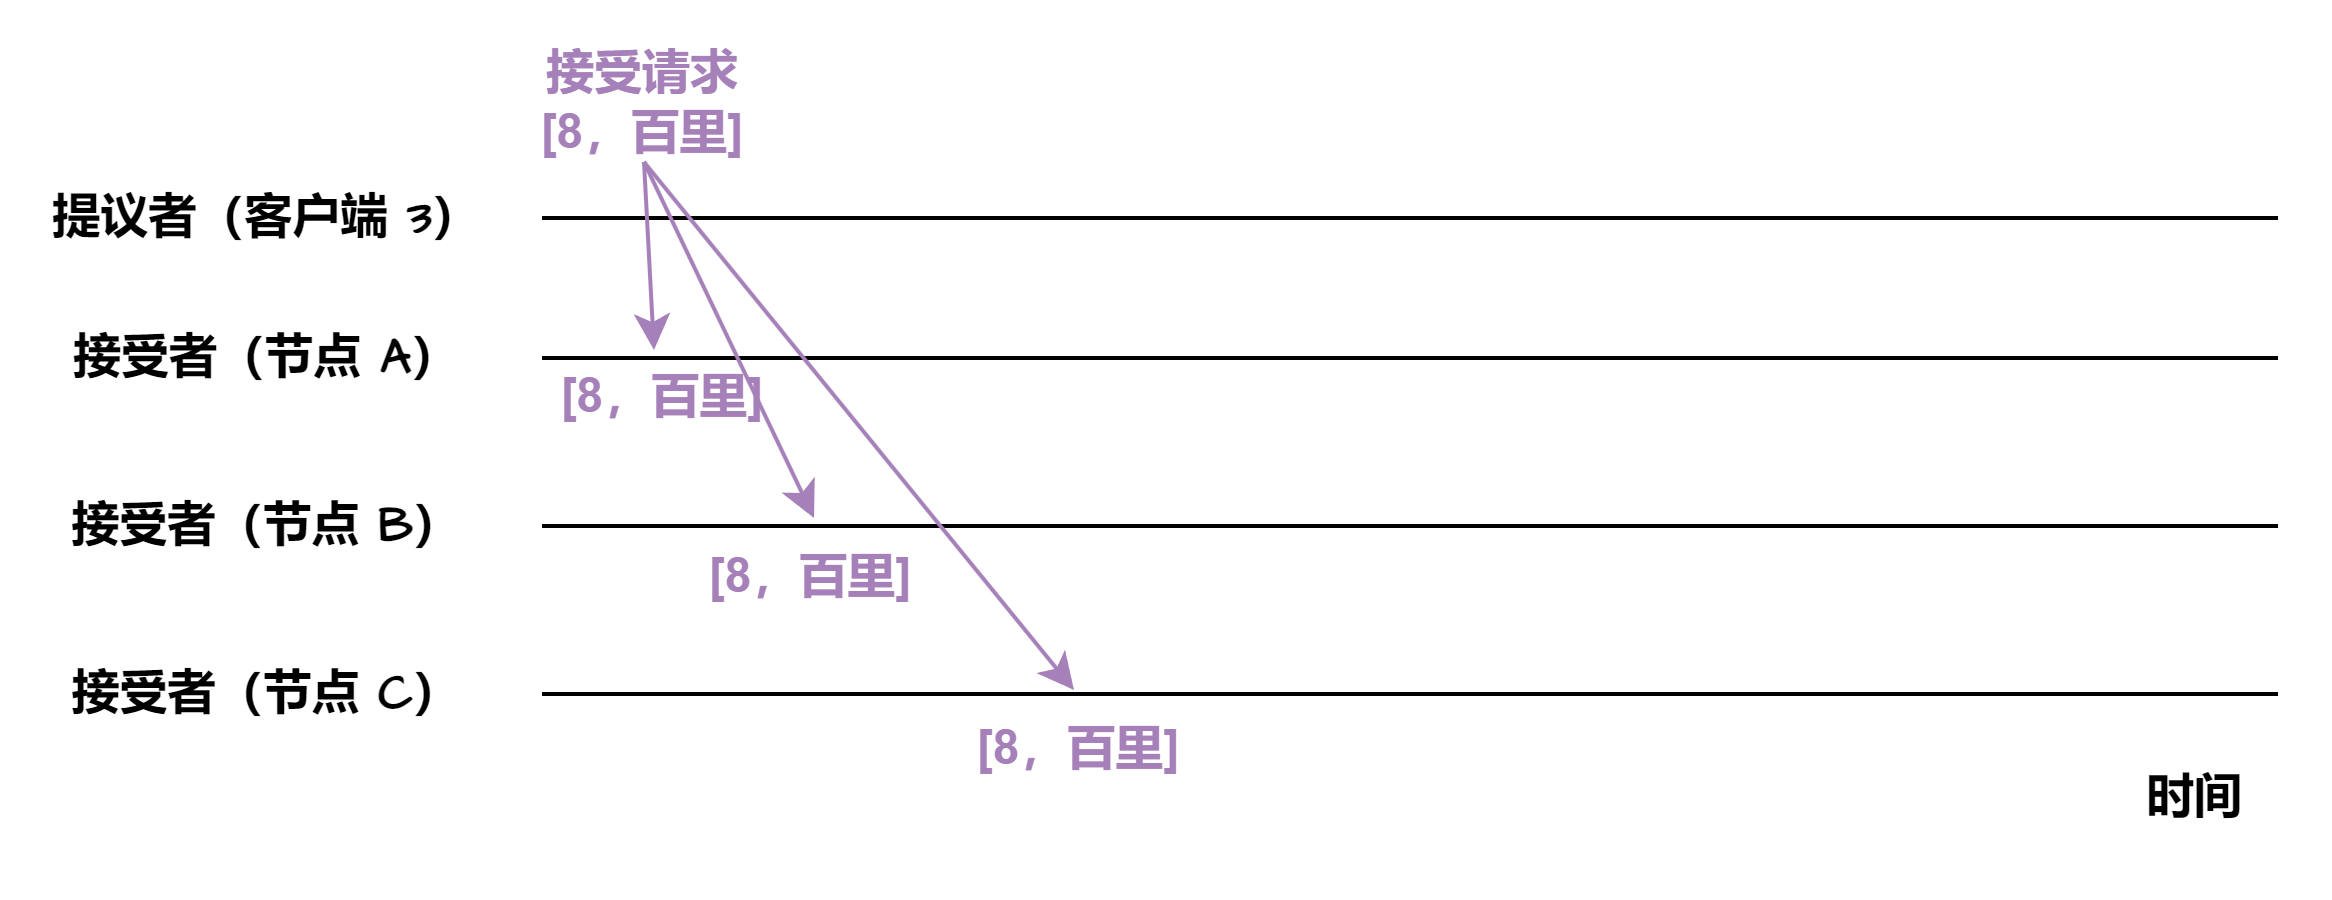 接受请求
[8，百里]
提议者（客户端 3）
接受者（节点 A）
[8，百里]
接受者（节点 B）
[8，百里]
接受者（节点 C）
[8，百里]
时间